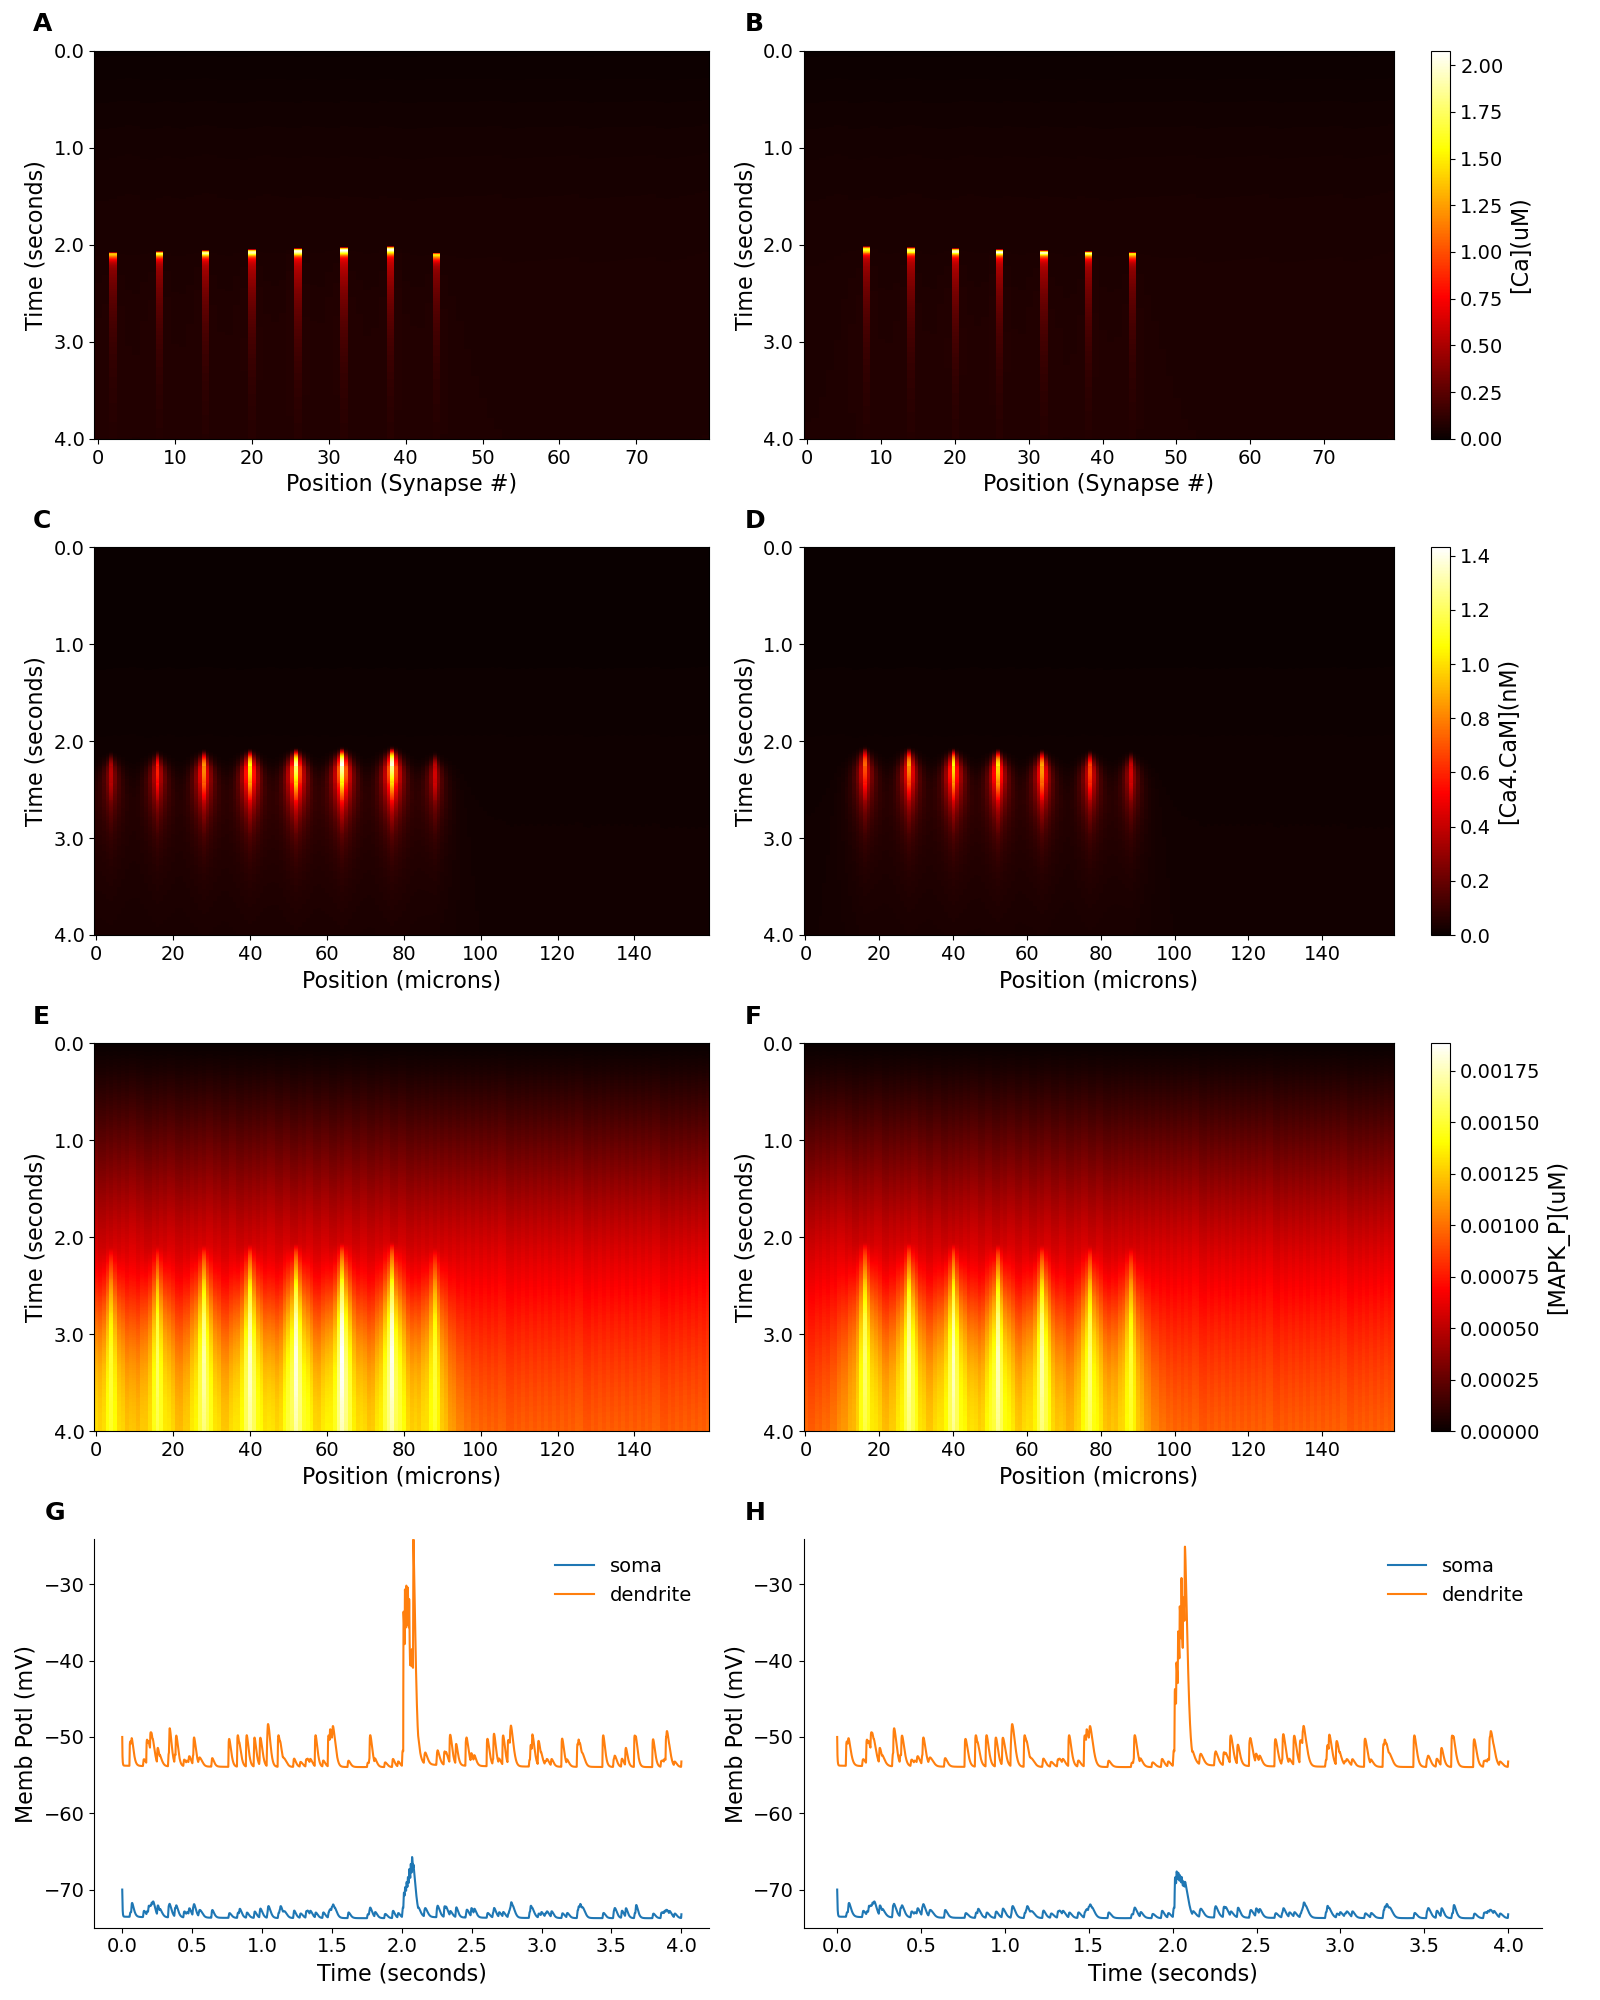 A
B
0.0
1.0
2.0
3.0
4.0
Time (seconds)
0 10 20 30 40 50 60 70
Position (Synapse #)
0.0
1.0
2.0
3.0
4.0
Time (seconds)
0 10 20 30 40 50 60 70
Position (Synapse #)
2.00
1.75
1.50
1.25
1.00
0.75
0.50
0.25
0.00
[Ca](uM)
C
D
0.0
1.0
2.0
3.0
4.0
Time (seconds)
0 20 40 60 80 100 120 140
Position (microns)
0.0
1.0
2.0
3.0
4.0
Time (seconds)
0 20 40 60 80 100 120 140
Position (microns)
1.4
1.2
1.0
0.8
0.6
0.4
0.2
0.0
[Ca4.CaM](nM)
E
F
0.0
1.0
2.0
3.0
4.0
Time (seconds)
0 20 40 60 80 100 120 140
Position (microns)
0.0
1.0
2.0
3.0
4.0
Time (seconds)
0 20 40 60 80 100 120 140
Position (microns)
0.00175
0.00150
0.00125
0.00100
0.00075
0.00050
0.00025
0.00000
[MAPK_P](uM)
G
H
−30
−40
−50
−60
−70
Memb Potl (mV)
soma
dendrite
0.0 0.5 1.0 1.5 2.0 2.5 3.0 3.5 4.0
Time (seconds)
−30
−40
−50
−60
−70
Memb Potl (mV)
soma
dendrite
0.0 0.5 1.0 1.5 2.0 2.5 3.0 3.5 4.0
Time (seconds)